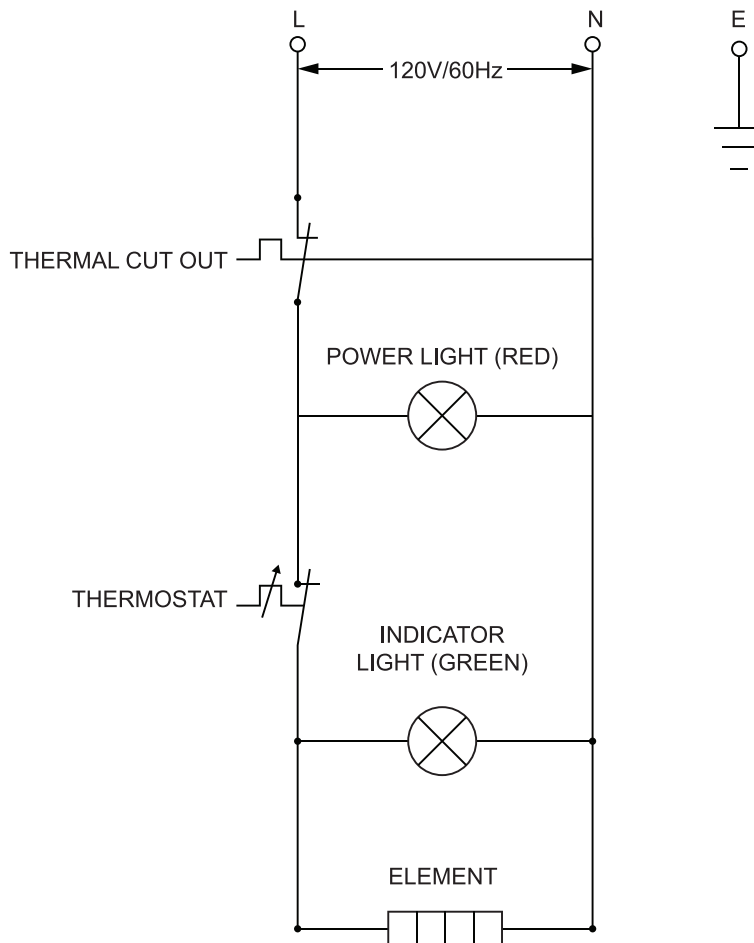 L
N
E
120V/60Hz
THERMAL CUT OUT
POWER LIGHT (RED)
THERMOSTAT
INDICATOR
LIGHT (GREEN)
ELEMENT